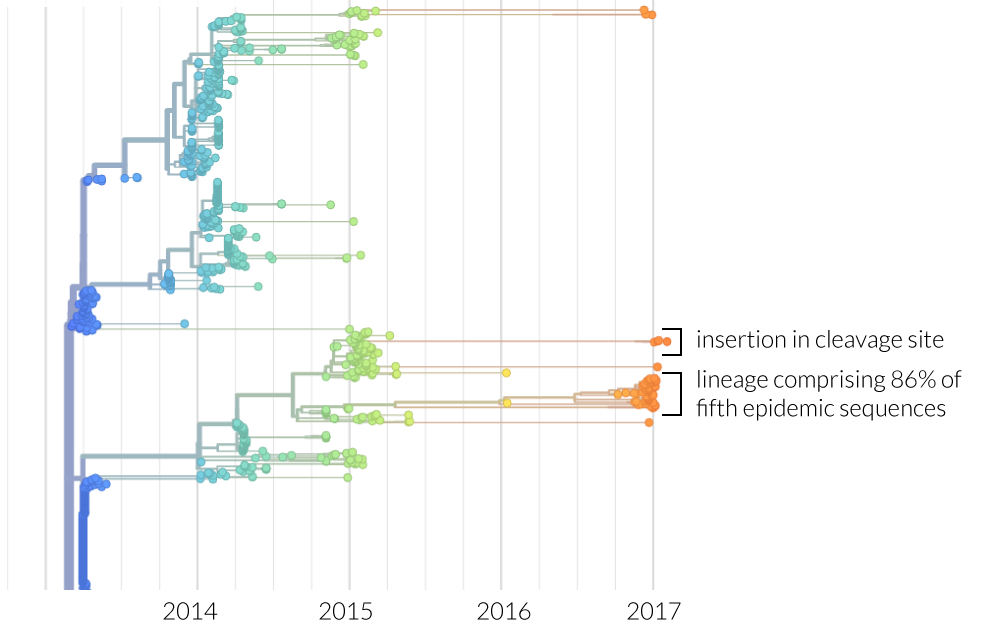 insertion in cleavage site
lineage comprising 86% of
fifth epidemic sequences
2014 2015 2016 2017